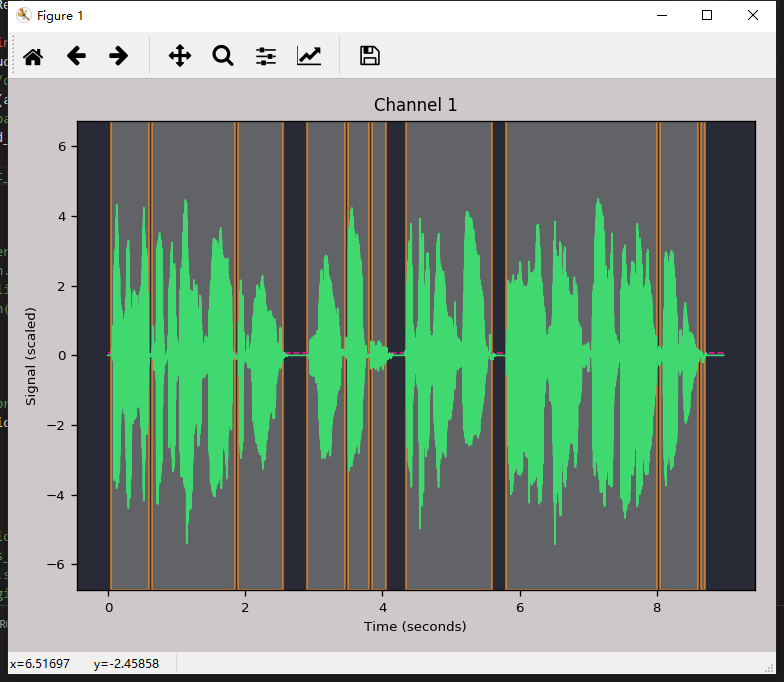 Figure 1
Channel 1
Signal (scaled)
6
4
2
0
−2
−4
−6
0 2 4 6 8
Time (seconds)
x=6.51697 y=-2.45858